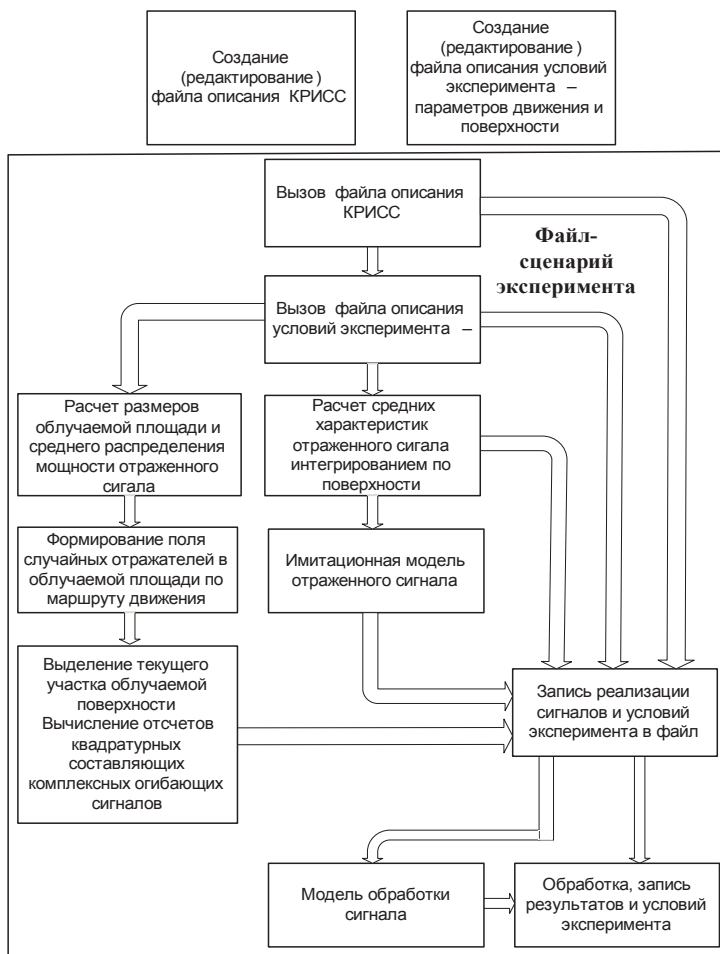 Создание
(редактирование)
файла описания КРИСС
Создание
(редактирование)
файла описания условий
эксперимента –
параметров движения и
поверхности
Вызов файла описания
КРИСС
Файл-
сценарий
эксперимента
Вызов файла описания
условий эксперимента –
Расчет размеров
облучаемой площади и
среднего распределения
мощности отраженного
сигала
Расчет средних
характеристик
отраженного сигала
интегрированием по
поверхности
Формирование поля
случайных отражателей в
облучаемой площади по
маршруту движения
Имитационная модель
отраженного сигнала
Выделение текущего
участка облучаемой
поверхности
Вычисление отсчетов
квадратурных
составляющих
комплексных огибающих
сигналов
Запись реализации
сигналов и условий
эксперимента в файл
Модель обработки
сигнала
Обработка, запись
результатов и условий
эксперимента